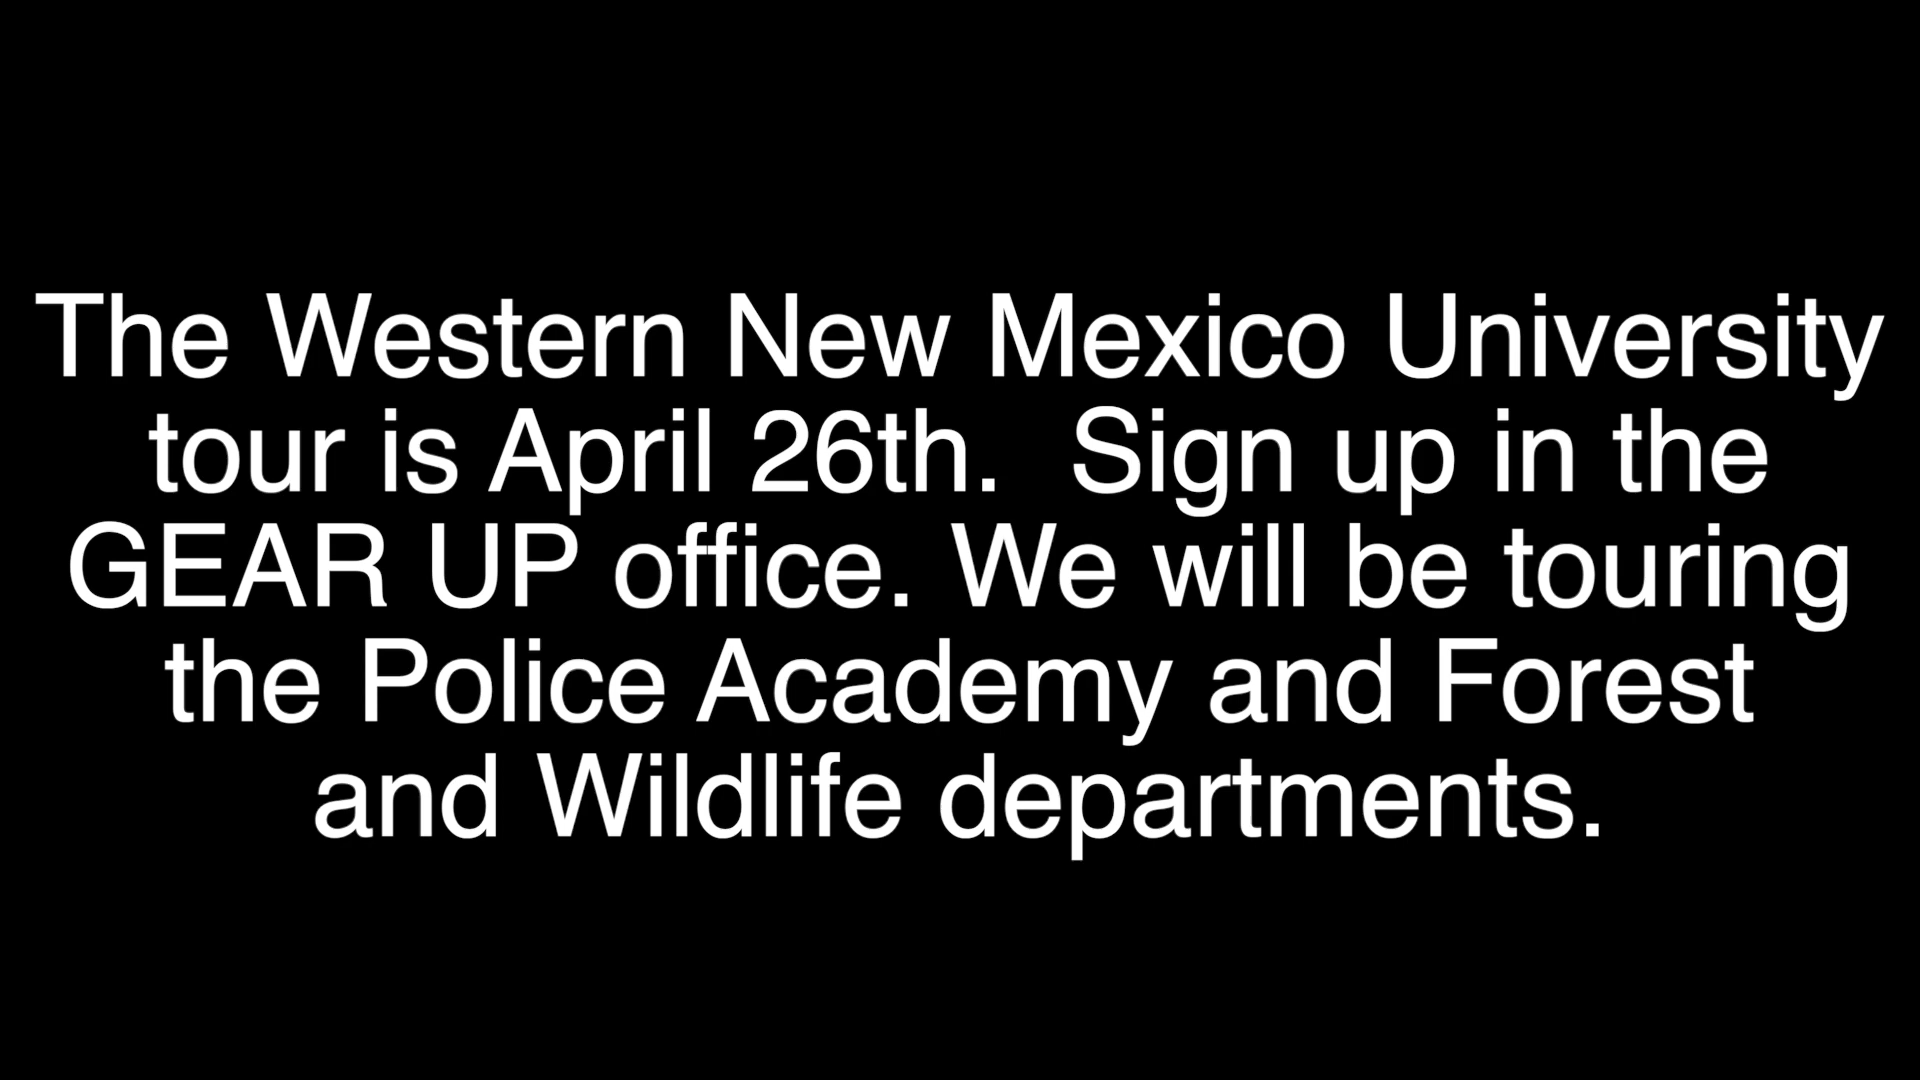 The Western New Mexico University
tour is April 26th.  Sign up in the
GEAR UP office. We will be touring
the Police Academy and Forest
and Wildlife departments.